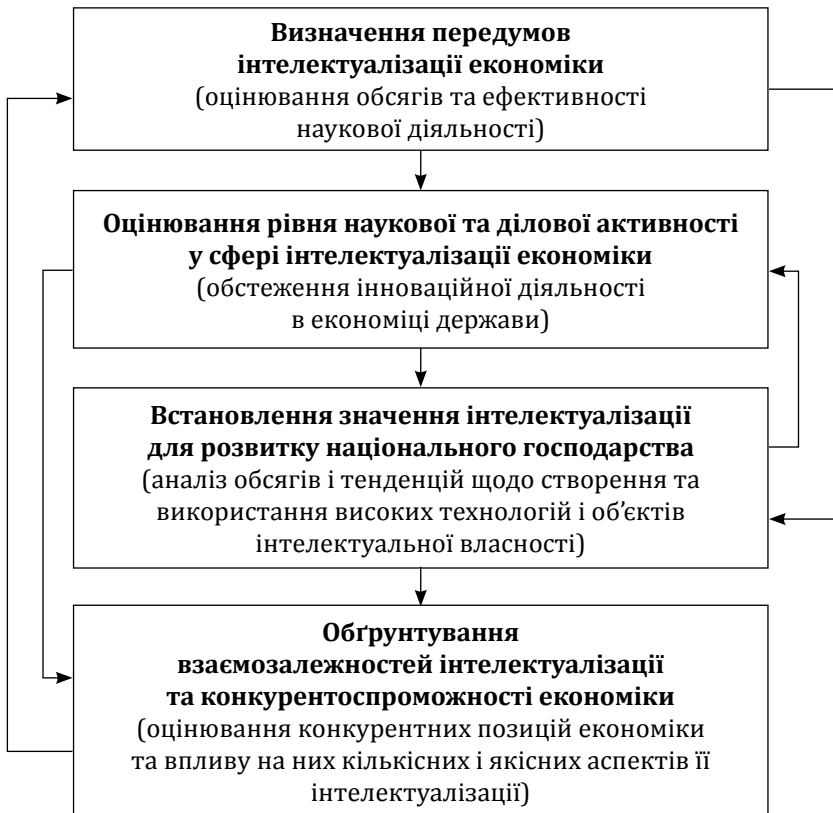 Визначення передумов
інтелектуалізації економіки
(оцінювання обсягів та ефективності
наукової діяльності)
Оцінювання рівня наукової та ділової активності
у сфері інтелектуалізації економіки
(обстеження інноваційної діяльності
в економіці держави)
Встановлення значення інтелектуалізації
для розвитку національного господарства
(аналіз обсягів і тенденцій щодо створення та
використання високих технологій і об’єктів
інтелектуальної власності)
Обґрунтування
взаємозалежностей інтелектуалізації
та конкурентоспроможності економіки
(оцінювання конкурентних позицій економіки
та впливу на них кількісних і якісних аспектів її
інтелектуалізації)